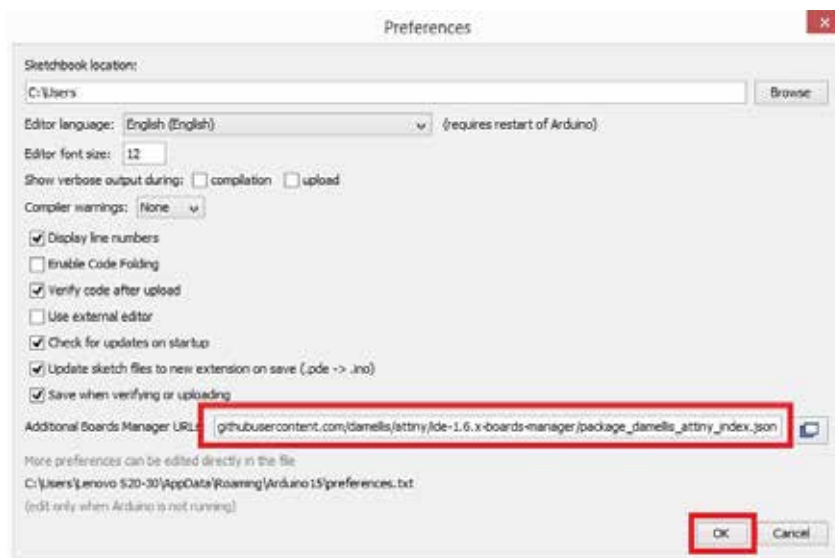 Preferences
Sketchbook location:
C:\Users
Browse
Editor language: English (English) (requires restart of Arduino)
Editor font size: 12
Show verbose output during: compilation upload
Compiler warnings: None
Display line numbers
Enable Code Folding
Verify code after upload
Use external editor
Check for updates on startup
Update sketch files to new extension on save (.pde -> .ino)
Save when verifying or uploading
Additional Boards Manager URLs: githubusercontent.com/damellis/attiny/ide-1.6.x-boards-manager/package_damellis_attiny_index.json
More preferences can be edited directly in the file
C:\Users\Lenovo S20-30\AppData\Roaming\Arduino15\preferences.txt
(edit only when Arduino is not running)
OK Cancel